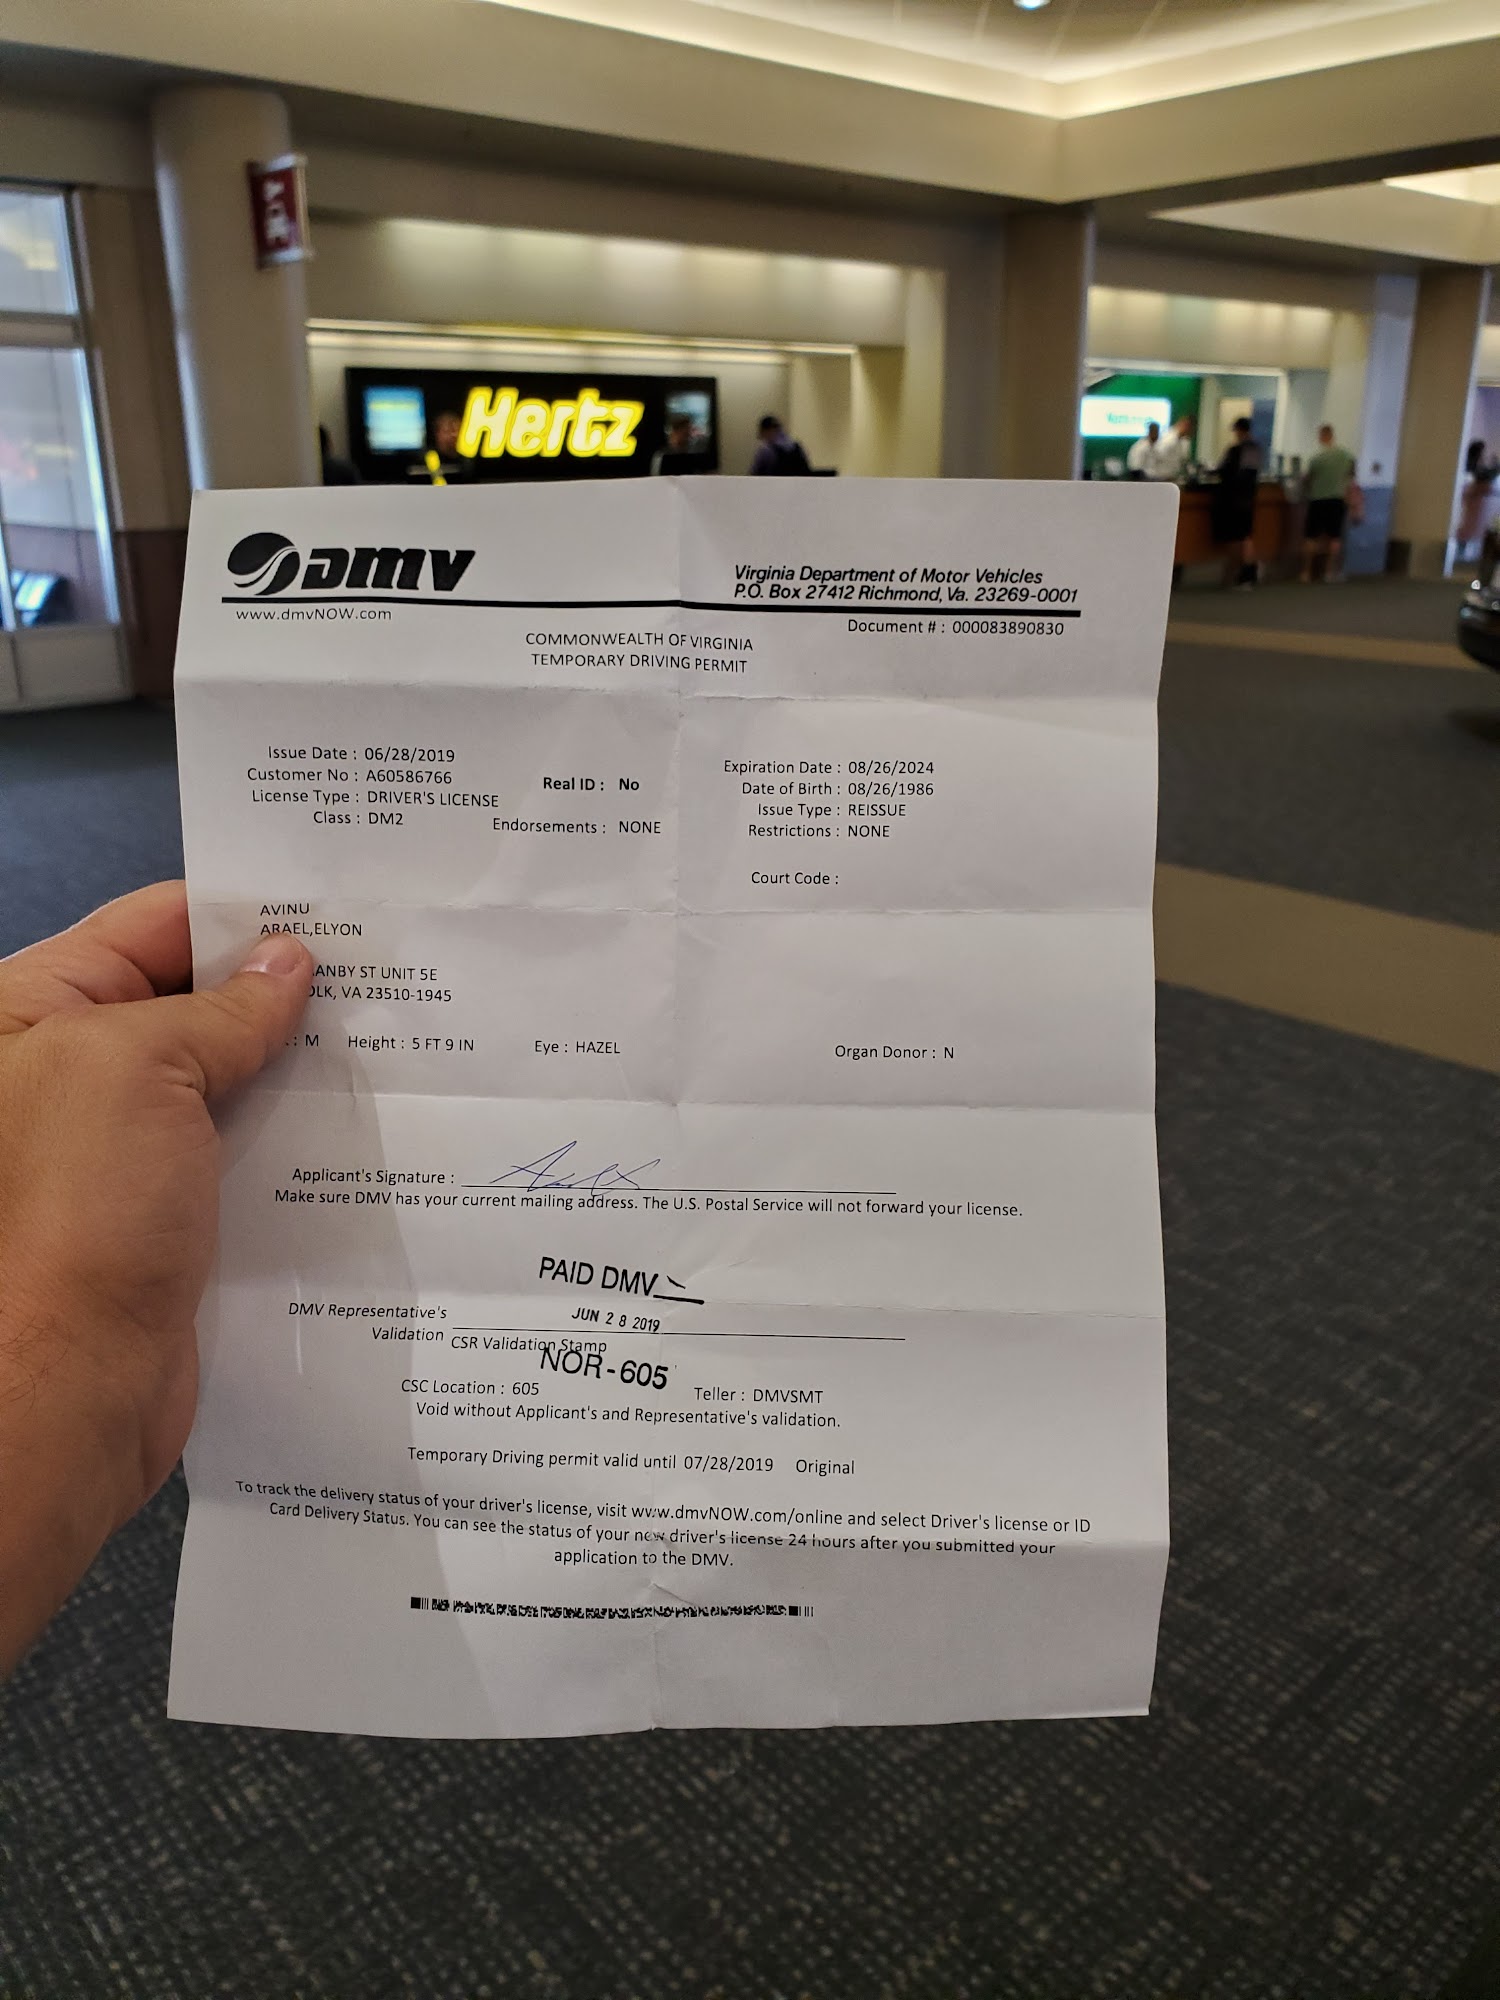 Hertz
DMV
www.dmvNOW.com
Virginia Department of Motor Vehicles
P.O. Box 27412 Richmond, Va. 23269-0001
Document # : 000083890830
COMMONWEALTH OF VIRGINIA
TEMPORARY DRIVING PERMIT
Issue Date : 06/28/2019
Customer No : A60586766
License Type : DRIVER'S LICENSE
Class : DM2
Real ID : No
Endorsements : NONE
Expiration Date : 08/26/2024
Date of Birth : 08/26/1986
Issue Type : REISSUE
Restrictions : NONE
Court Code :
AVINU
ARAEL,ELYON
ANBY ST UNIT 5E
OLK, VA 23510-1945
: M Height : 5 FT 9 IN Eye : HAZEL Organ Donor : N
Applicant's Signature :
Make sure DMV has your current mailing address. The U.S. Postal Service will not forward your license.
PAID DMV
JUN 28 2019
DMV Representative's
Validation
CSR Validation Stamp
NOR-605
CSC Location : 605 Teller : DMVSMT
Void without Applicant's and Representative's validation.
Temporary Driving permit valid until 07/28/2019 Original
To track the delivery status of your driver's license, visit www.dmvNOW.com/online and select Driver's license or ID
Card Delivery Status. You can see the status of your new driver's license 24 hours after you submitted your
application to the DMV.